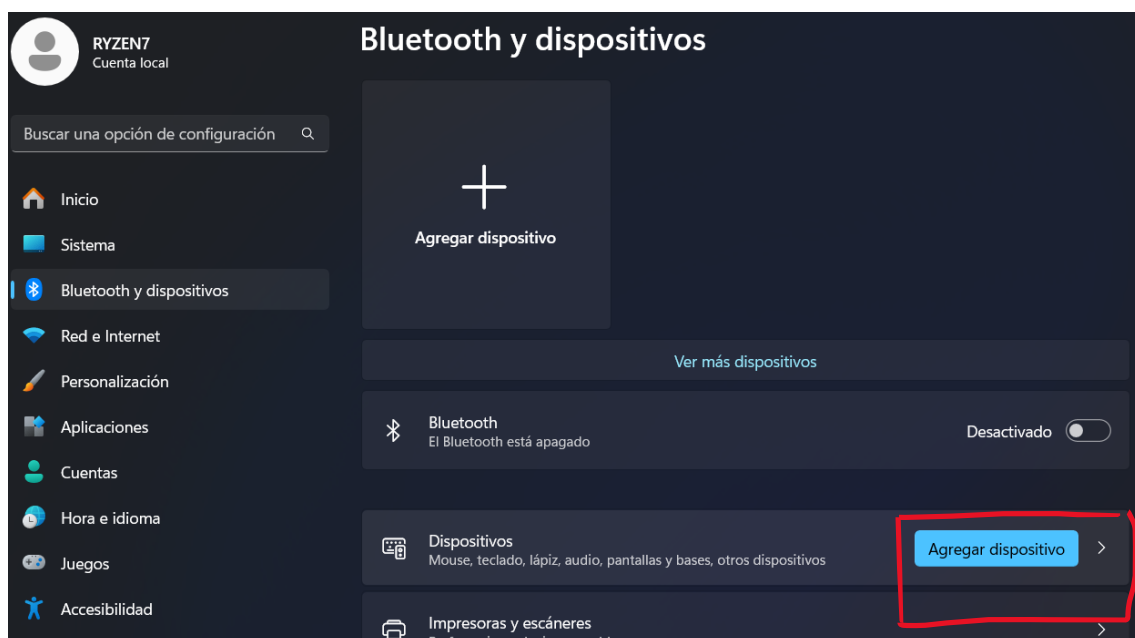 RYZEN7
Cuenta local
Buscar una opción de configuración
Inicio
Sistema
Bluetooth y dispositivos
Red e Internet
Personalización
Aplicaciones
Cuentas
Hora e idioma
Juegos
Accesibilidad
Bluetooth y dispositivos
Agregar dispositivo
Ver más dispositivos
Bluetooth
El Bluetooth está apagado
Desactivado
Dispositivos
Mouse, teclado, lápiz, audio, pantallas y bases, otros dispositivos
Agregar dispositivo
Impresoras y escáneres